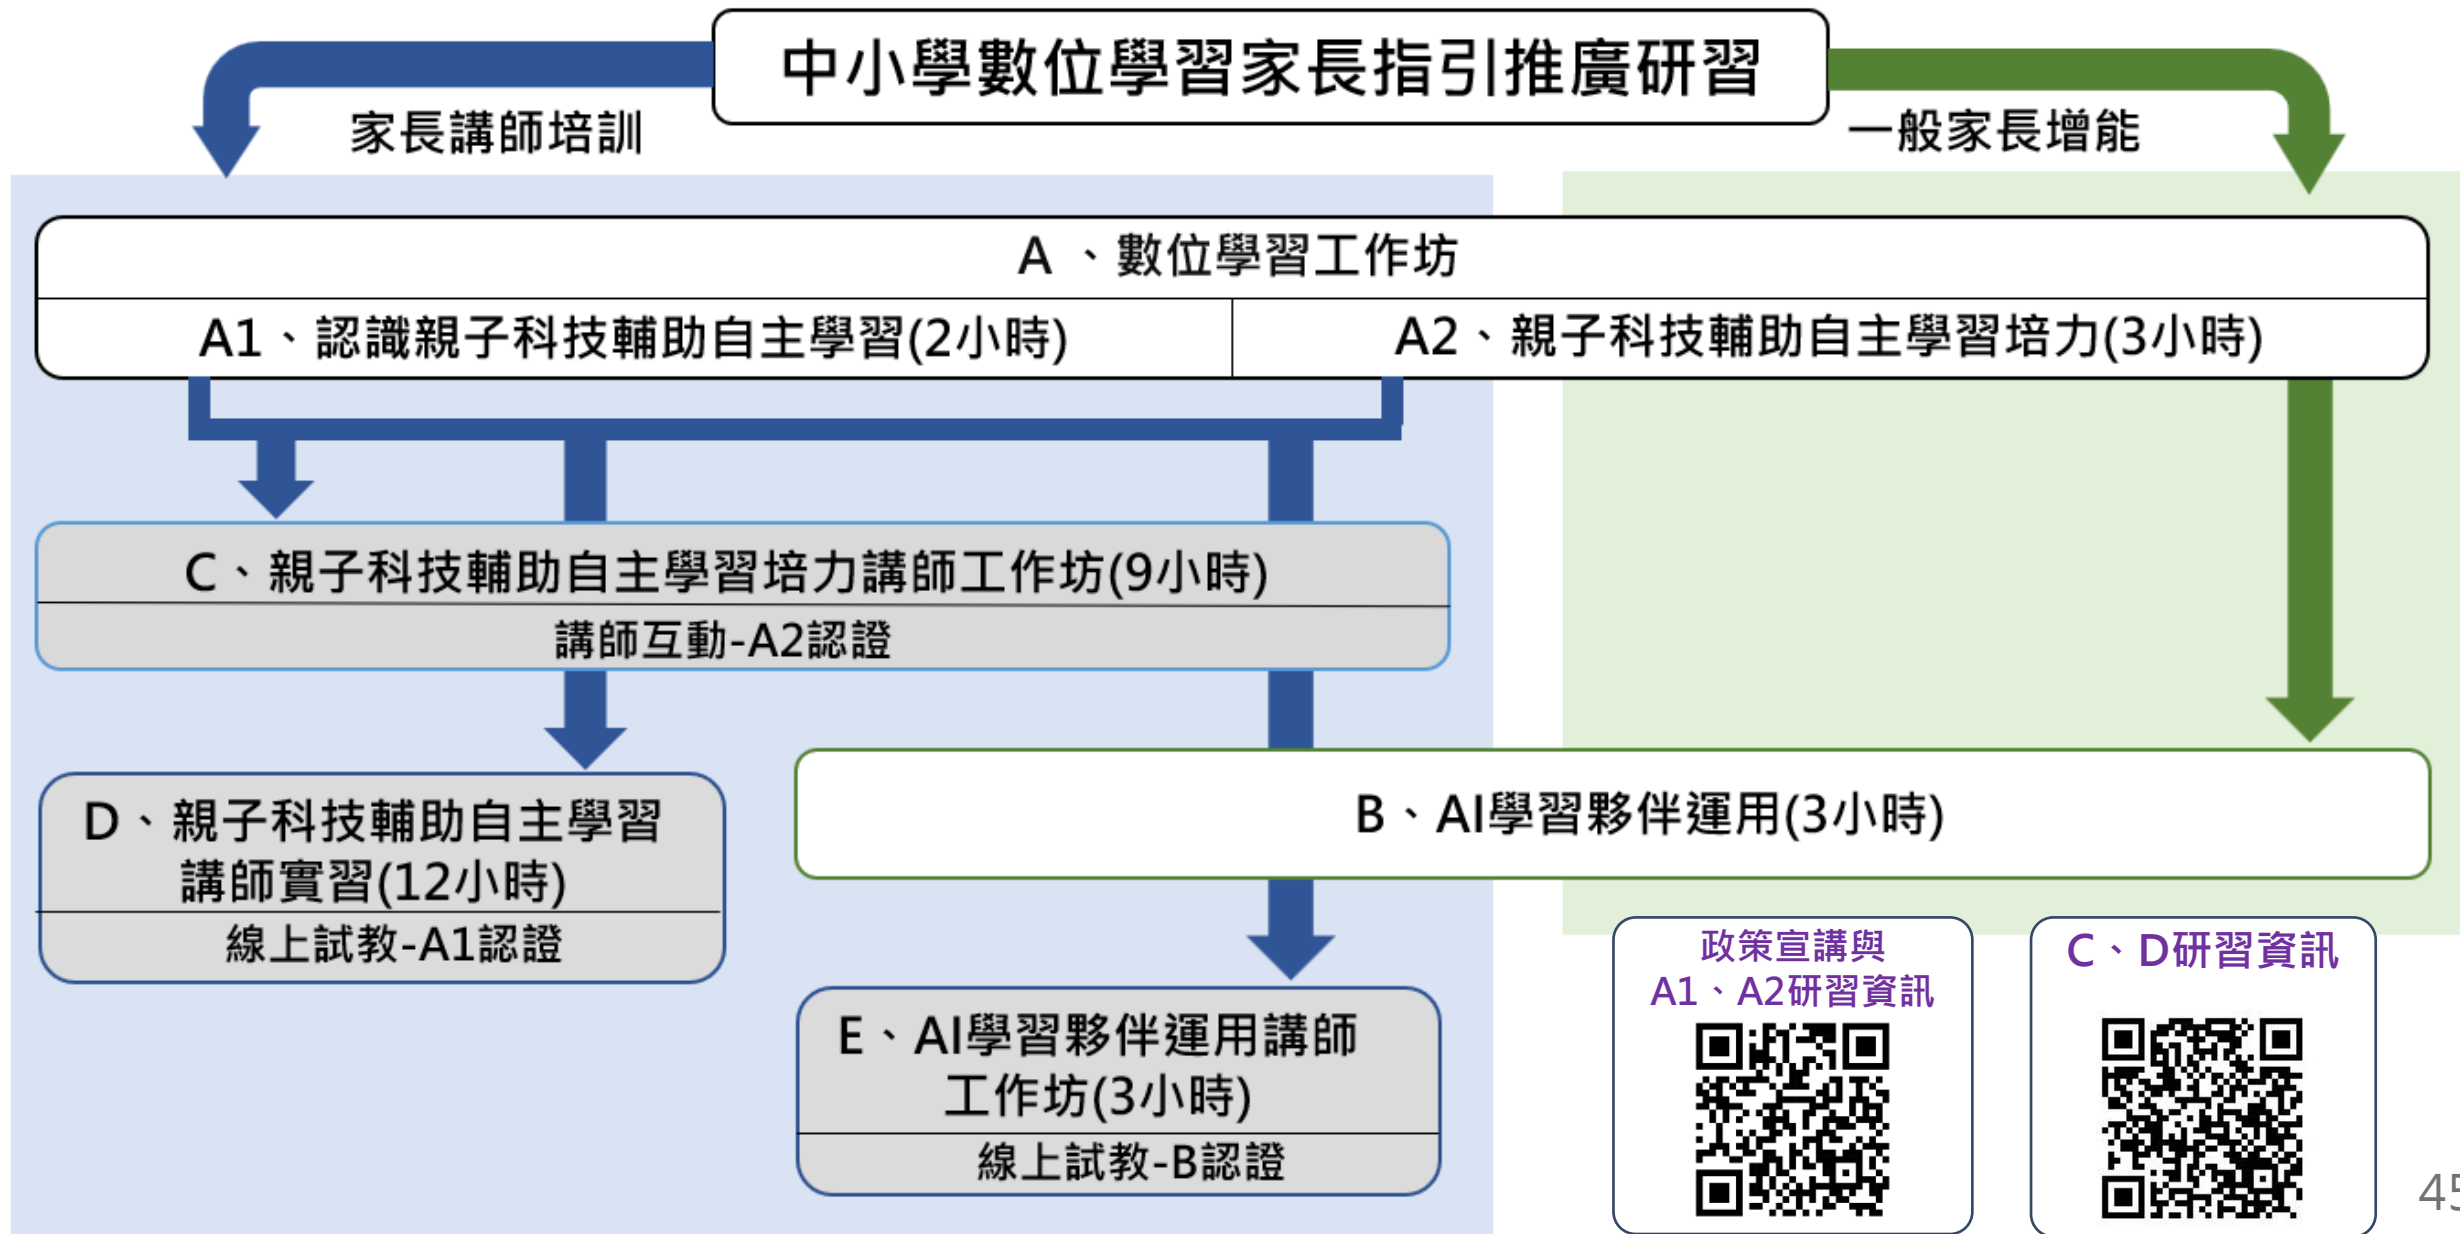 中小學數位學習家長指引推廣研習
家長講師培訓
一般家長增能
A、數位學習工作坊
A1、認識親子科技輔助自主學習(2小時)
A2、親子科技輔助自主學習培力(3小時)
C、親子科技輔助自主學習培力講師工作坊(9小時)
講師互動-A2認證
D、親子科技輔助自主學習
講師實習(12小時)
線上試教-A1認證
B、AI學習夥伴運用(3小時)
E、AI學習夥伴運用講師
工作坊(3小時)
線上試教-B認證
政策宣講與
A1、A2研習資訊
C、D研習資訊
45